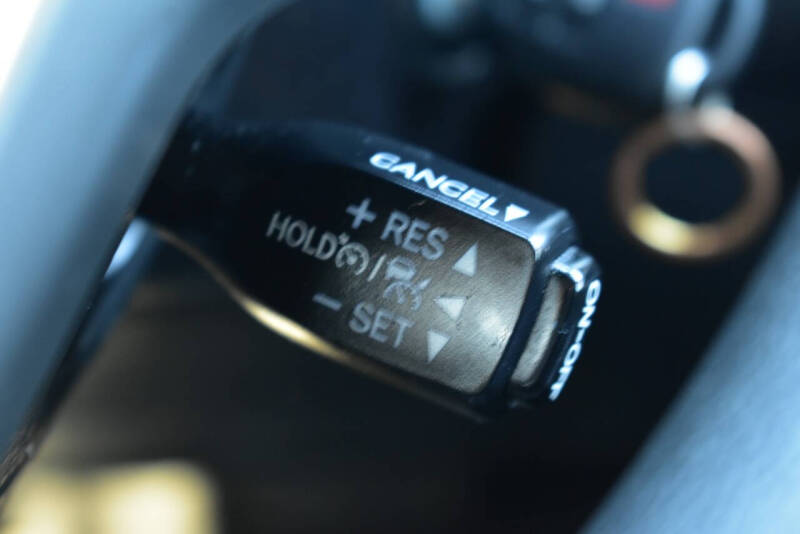 CANCEL
+ RES
HOLD /
− SET
ON-OFF